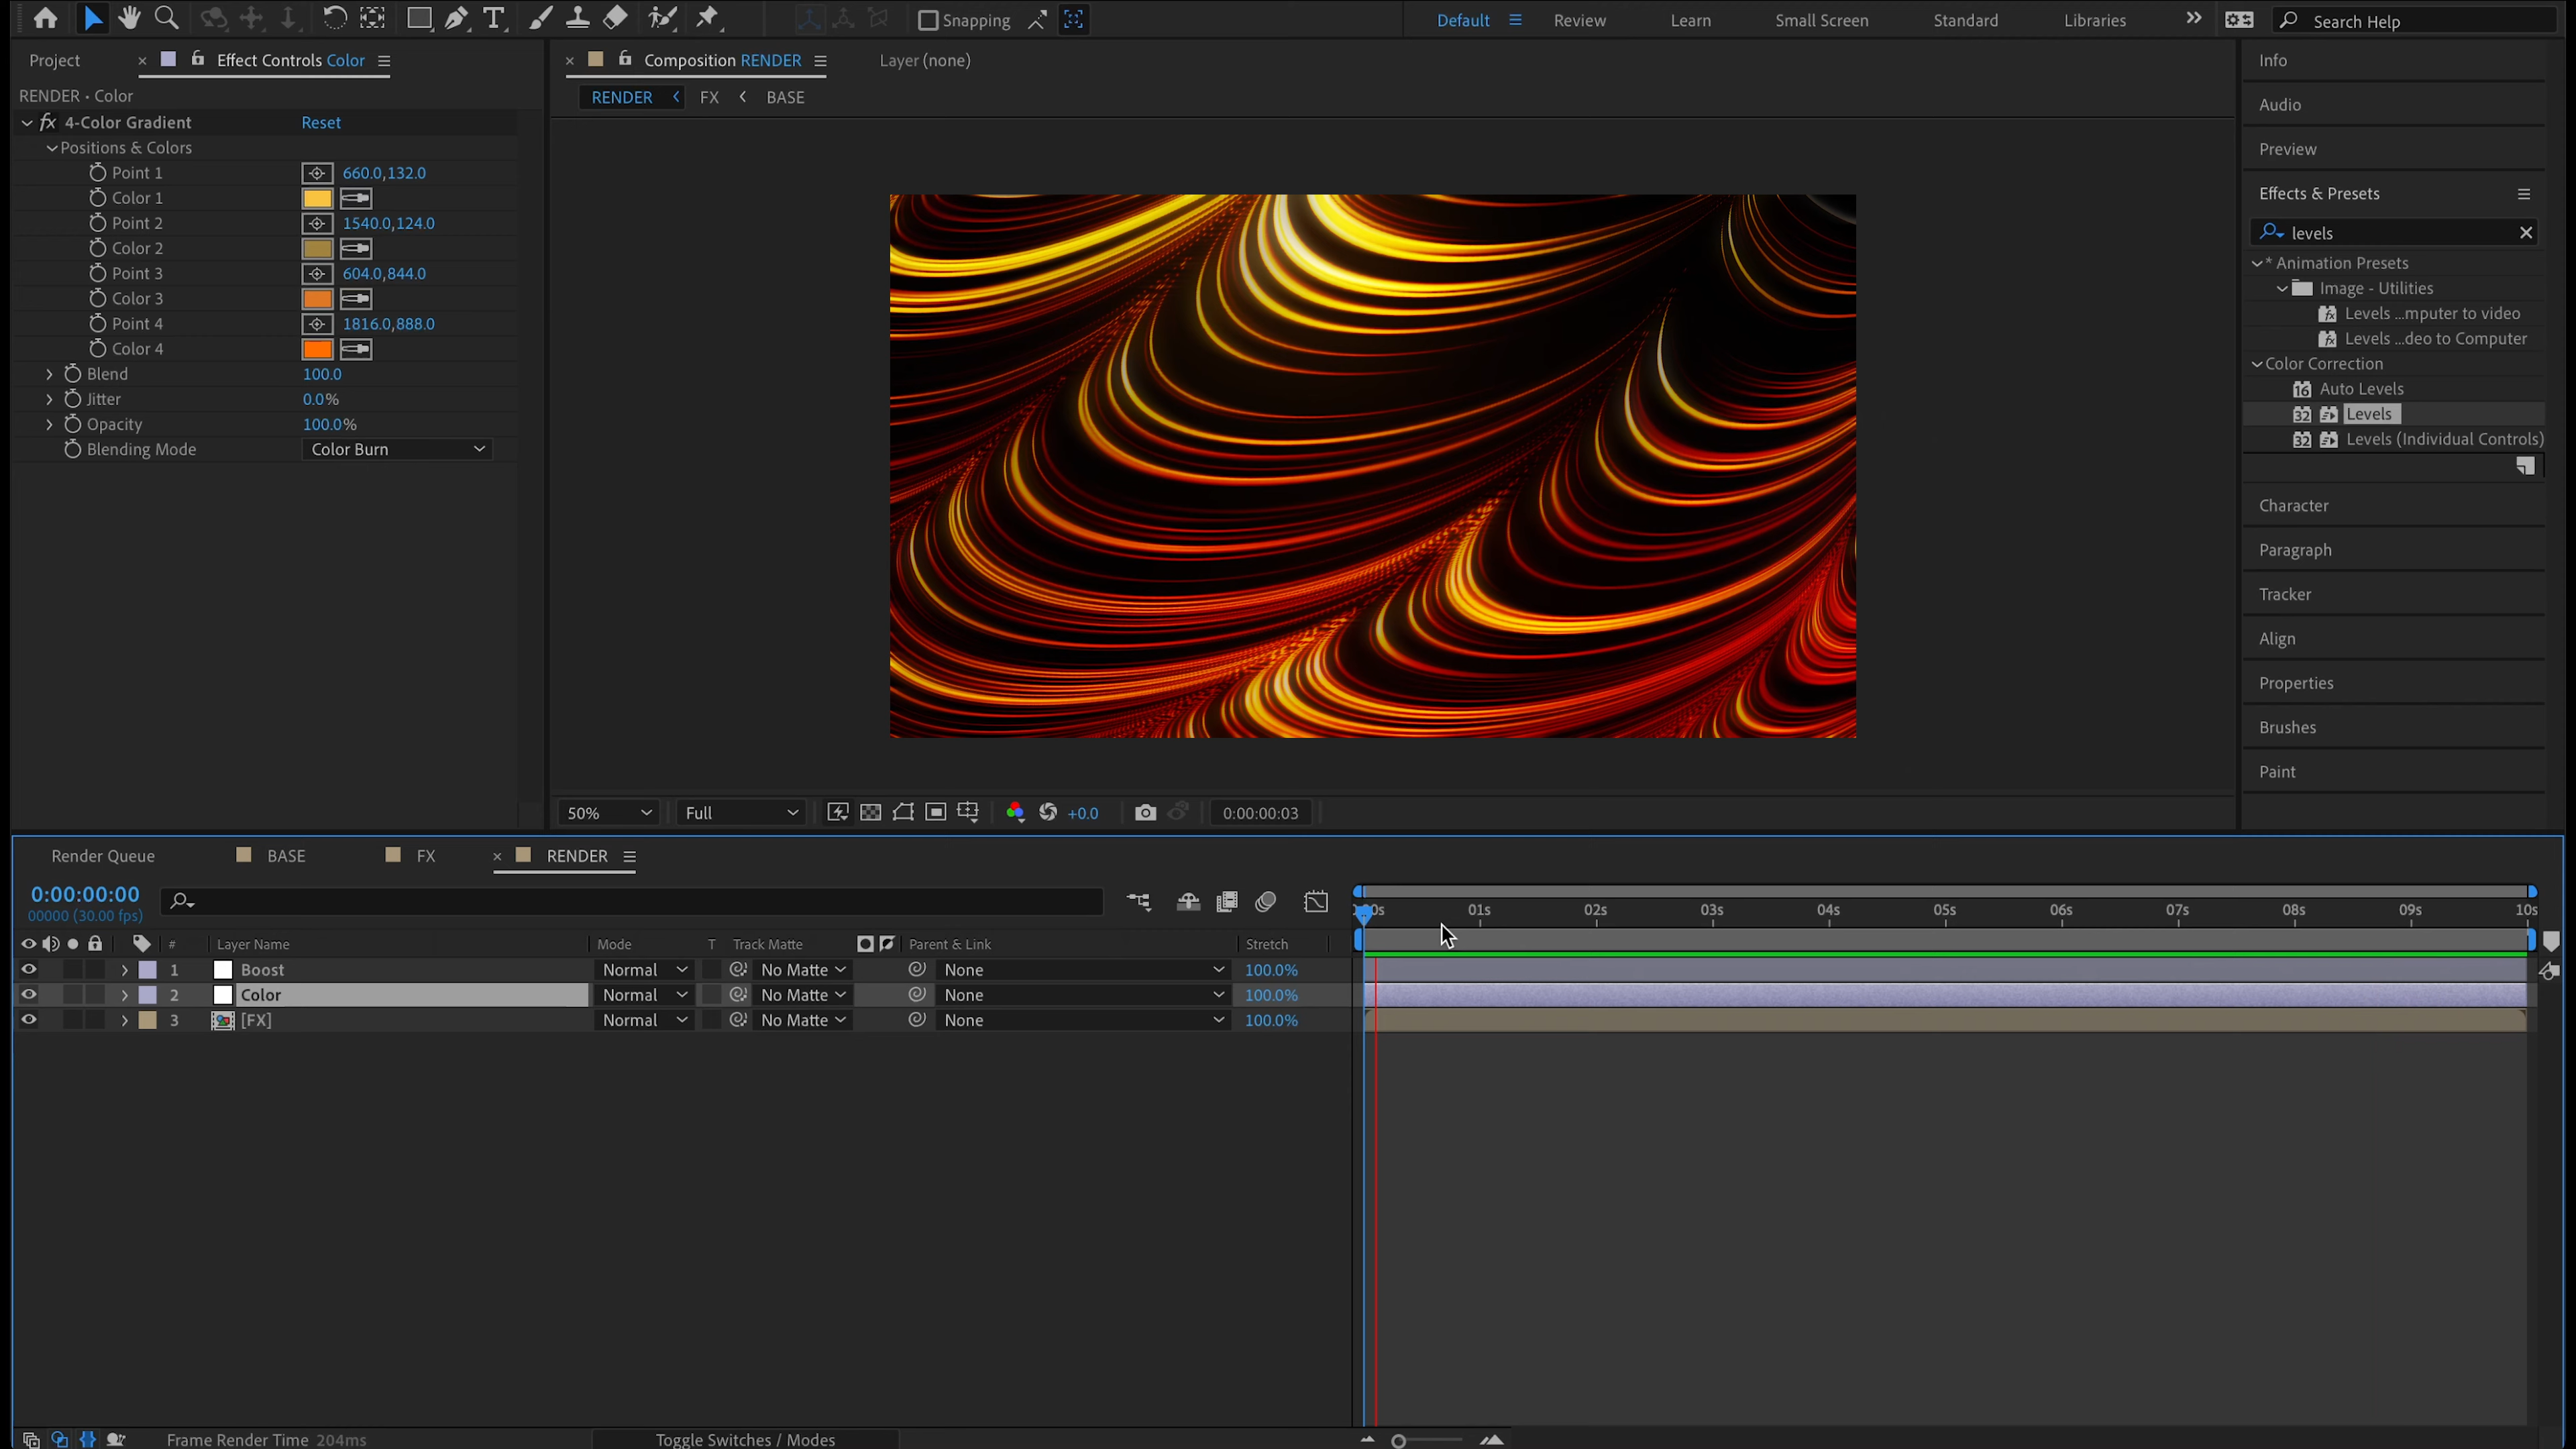 Snapping
Default
Review
Learn
Small Screen
Standard
Libraries
Search Help
Project
Effect Controls Color
RENDER • Color
fx 4-Color Gradient Reset
Positions & Colors
Point 1 660.0,132.0
Color 1
Point 2 1540.0,124.0
Color 2
Point 3 604.0,844.0
Color 3
Point 4 1816.0,888.0
Color 4
Blend 100.0
Jitter 0.0%
Opacity 100.0%
Blending Mode Color Burn
Composition RENDER
Layer (none)
RENDER FX BASE
50% Full +0.0 0:00:00:03
Info
Audio
Preview
Effects & Presets
levels
* Animation Presets
Image - Utilities
Levels ...mputer to video
Levels ...deo to Computer
Color Correction
16 Auto Levels
32 Levels
32 Levels (Individual Controls)
Character
Paragraph
Tracker
Align
Properties
Brushes
Paint
Render Queue BASE FX RENDER
0:00:00:00
00000 (30.00 fps)
01s 02s 03s 04s 05s 06s 07s 08s 09s 10s
# Layer Name Mode T Track Matte Parent & Link Stretch
1 Boost Normal No Matte None 100.0%
2 Color Normal No Matte None 100.0%
3 [FX] Normal No Matte None 100.0%
Frame Render Time 204ms
Toggle Switches / Modes